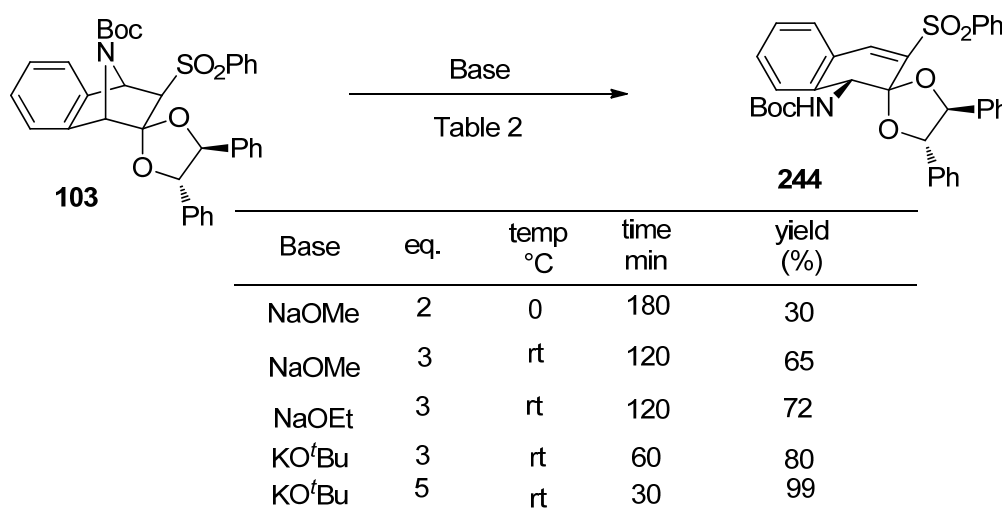 Boc
N
SO2Ph
O
Ph
O
Ph
103
Base
Table 2
SO2Ph
O
Ph
BocHN
O
Ph
244
Base eq. temp °C time min yield (%)
NaOMe 2 0 180 30
NaOMe 3 rt 120 65
NaOEt 3 rt 120 72
KOtBu 3 rt 60 80
KOtBu 5 rt 30 99